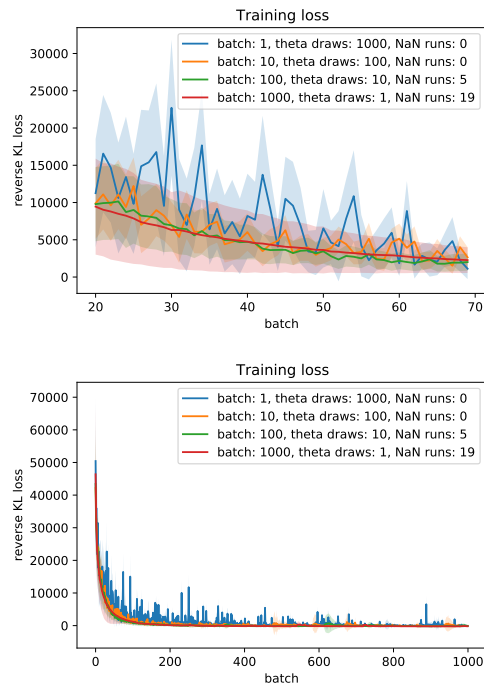 Training loss
30000
25000
20000
15000
10000
5000
0
reverse KL loss
batch: 1, theta draws: 1000, NaN runs: 0
batch: 10, theta draws: 100, NaN runs: 0
batch: 100, theta draws: 10, NaN runs: 5
batch: 1000, theta draws: 1, NaN runs: 19
20 30 40 50 60 70
batch
Training loss
70000
60000
50000
40000
30000
20000
10000
0
reverse KL loss
batch: 1, theta draws: 1000, NaN runs: 0
batch: 10, theta draws: 100, NaN runs: 0
batch: 100, theta draws: 10, NaN runs: 5
batch: 1000, theta draws: 1, NaN runs: 19
0 200 400 600 800 1000
batch